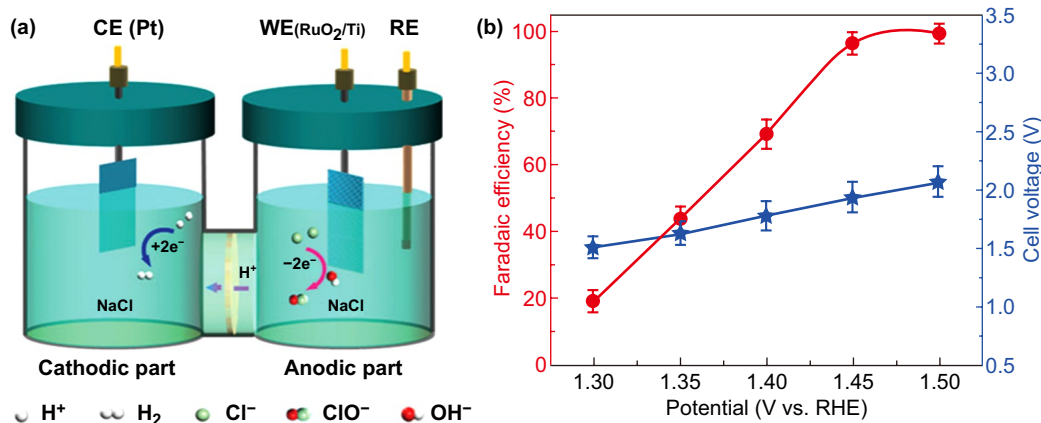 (a)
CE (Pt)
WE(RuO₂/Ti)
RE
+2e⁻
−2e⁻
H⁺
NaCl
NaCl
Cathodic part
Anodic part
H⁺
H₂
Cl⁻
ClO⁻
OH⁻
(b)
Faradaic efficiency (%)
100
80
60
40
20
0
Cell voltage (V)
3.5
3.0
2.5
2.0
1.5
1.0
0.5
1.30 1.35 1.40 1.45 1.50
Potential (V vs. RHE)